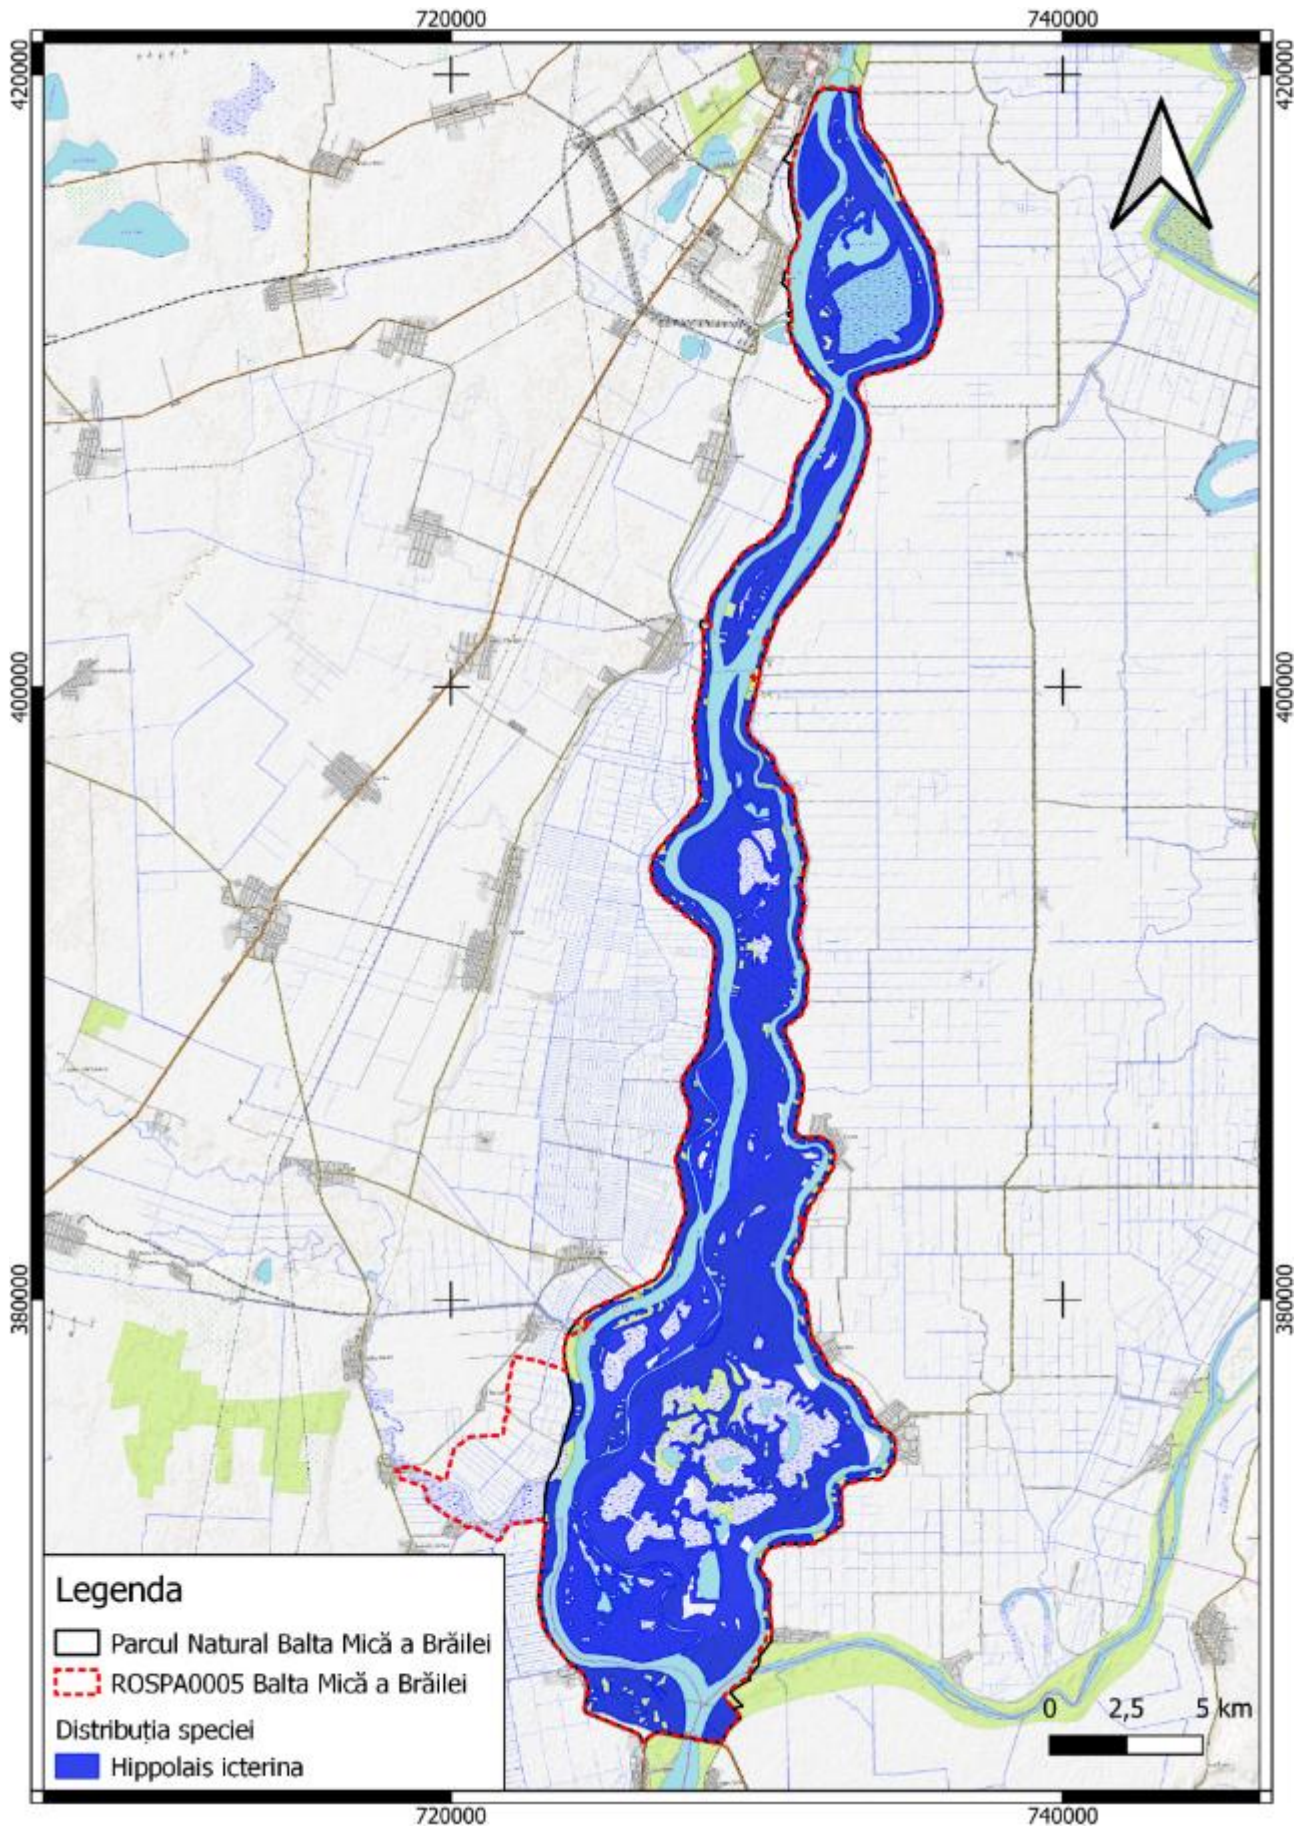 720000 740000
420000 420000
400000 400000
380000 380000
Legenda
Parcul Natural Balta Mică a Brăilei
ROSPA0005 Balta Mică a Brăilei
Distribuția speciei
Hippolais icterina
0 2,5 5 km
720000 740000